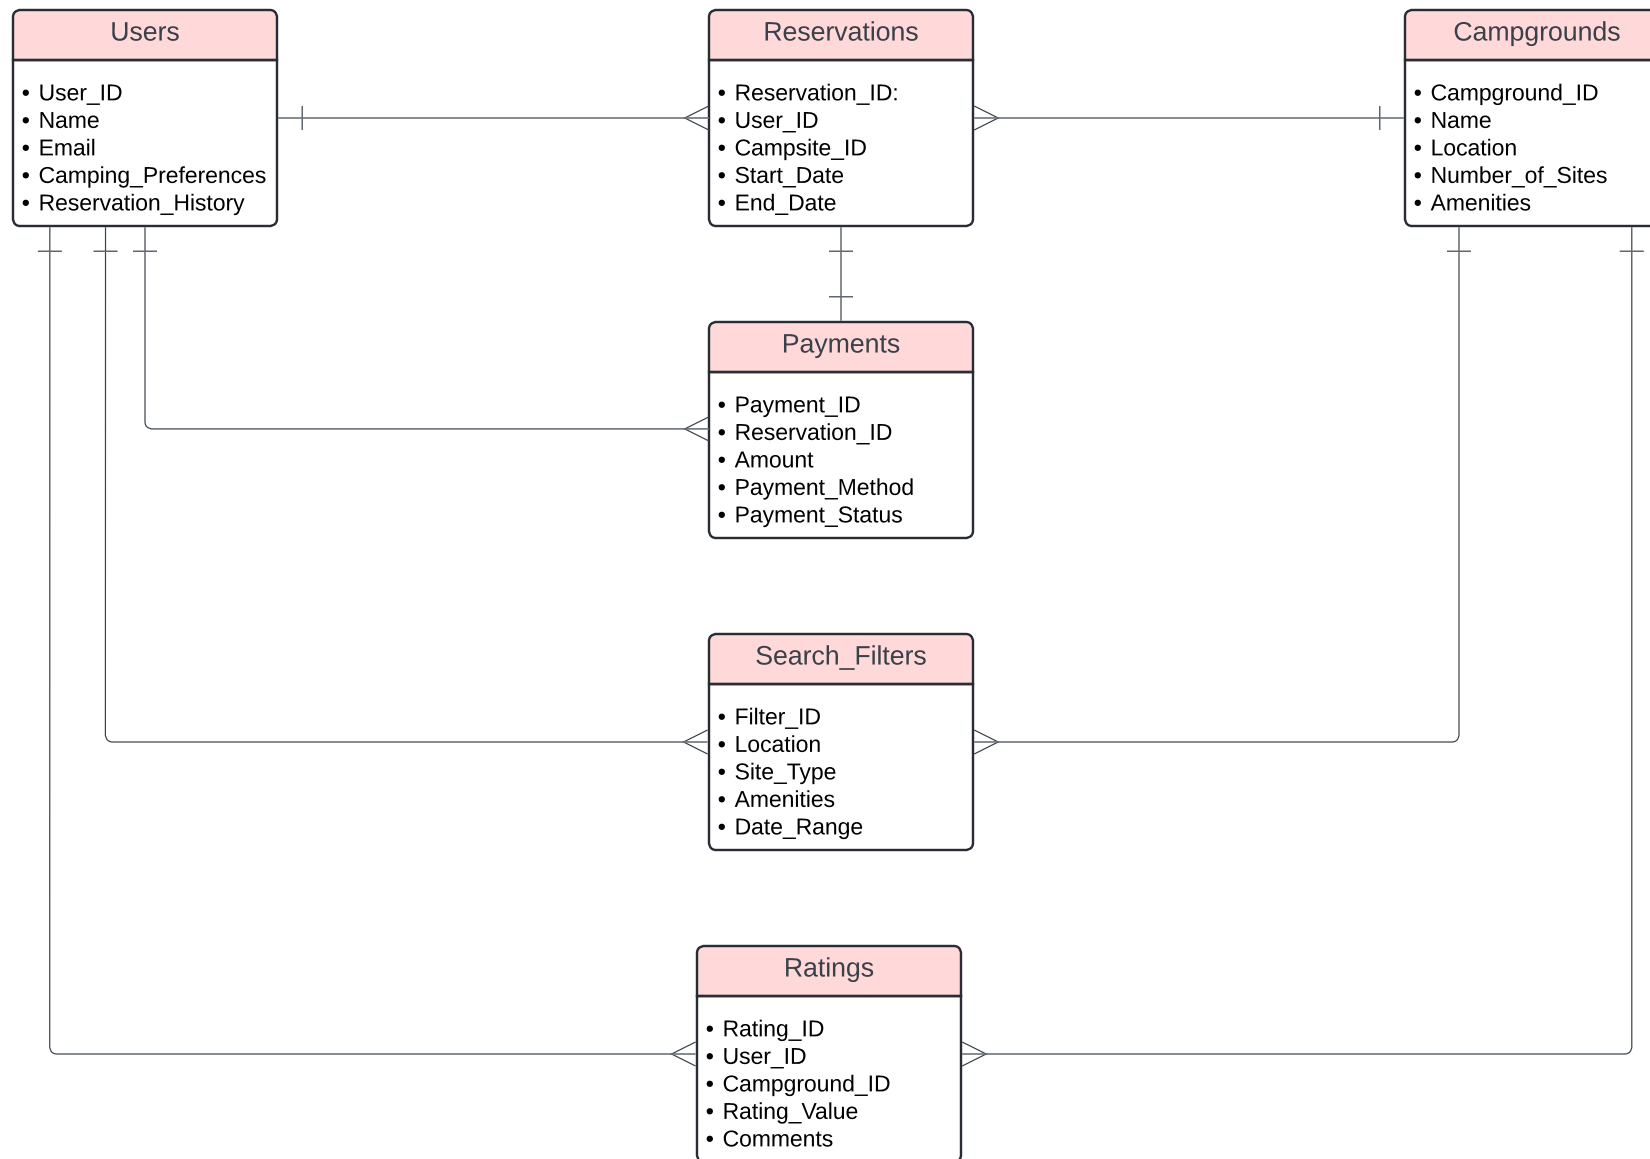 Users
• User_ID
• Name
• Email
• Camping_Preferences
• Reservation_History
Reservations
• Reservation_ID:
• User_ID
• Campsite_ID
• Start_Date
• End_Date
Campgrounds
• Campground_ID
• Name
• Location
• Number_of_Sites
• Amenities
Payments
• Payment_ID
• Reservation_ID
• Amount
• Payment_Method
• Payment_Status
Search_Filters
• Filter_ID
• Location
• Site_Type
• Amenities
• Date_Range
Ratings
• Rating_ID
• User_ID
• Campground_ID
• Rating_Value
• Comments